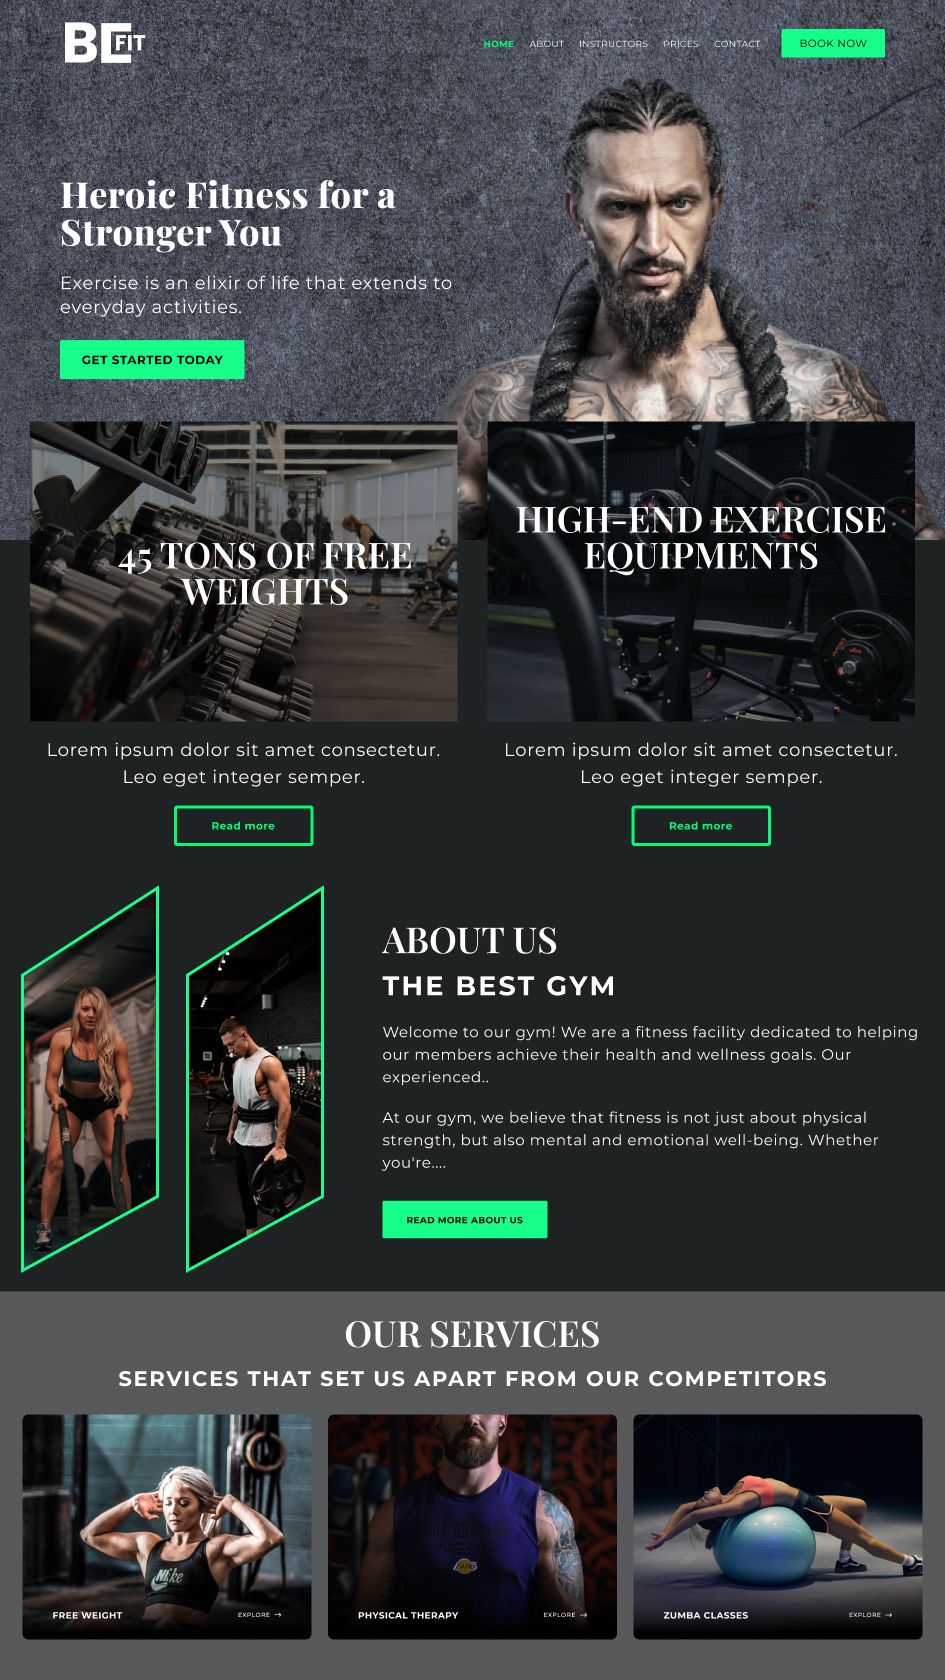 BE FIT
HOME ABOUT INSTRUCTORS PRICES CONTACT BOOK NOW
Heroic Fitness for a
Stronger You
Exercise is an elixir of life that extends to
everyday activities.
GET STARTED TODAY
45 TONS OF FREE
WEIGHTS
HIGH-END EXERCISE
EQUIPMENTS
Lorem ipsum dolor sit amet consectetur.
Leo eget integer semper.
Read more
Lorem ipsum dolor sit amet consectetur.
Leo eget integer semper.
Read more
ABOUT US
THE BEST GYM
Welcome to our gym! We are a fitness facility dedicated to helping
our members achieve their health and wellness goals. Our
experienced..
At our gym, we believe that fitness is not just about physical
strength, but also mental and emotional well-being. Whether
you're....
READ MORE ABOUT US
OUR SERVICES
SERVICES THAT SET US APART FROM OUR COMPETITORS
Nike
FREE WEIGHT
EXPLORE →
LOS ANGELES
LAKERS
PHYSICAL THERAPY
EXPLORE →
ZUMBA CLASSES
EXPLORE →